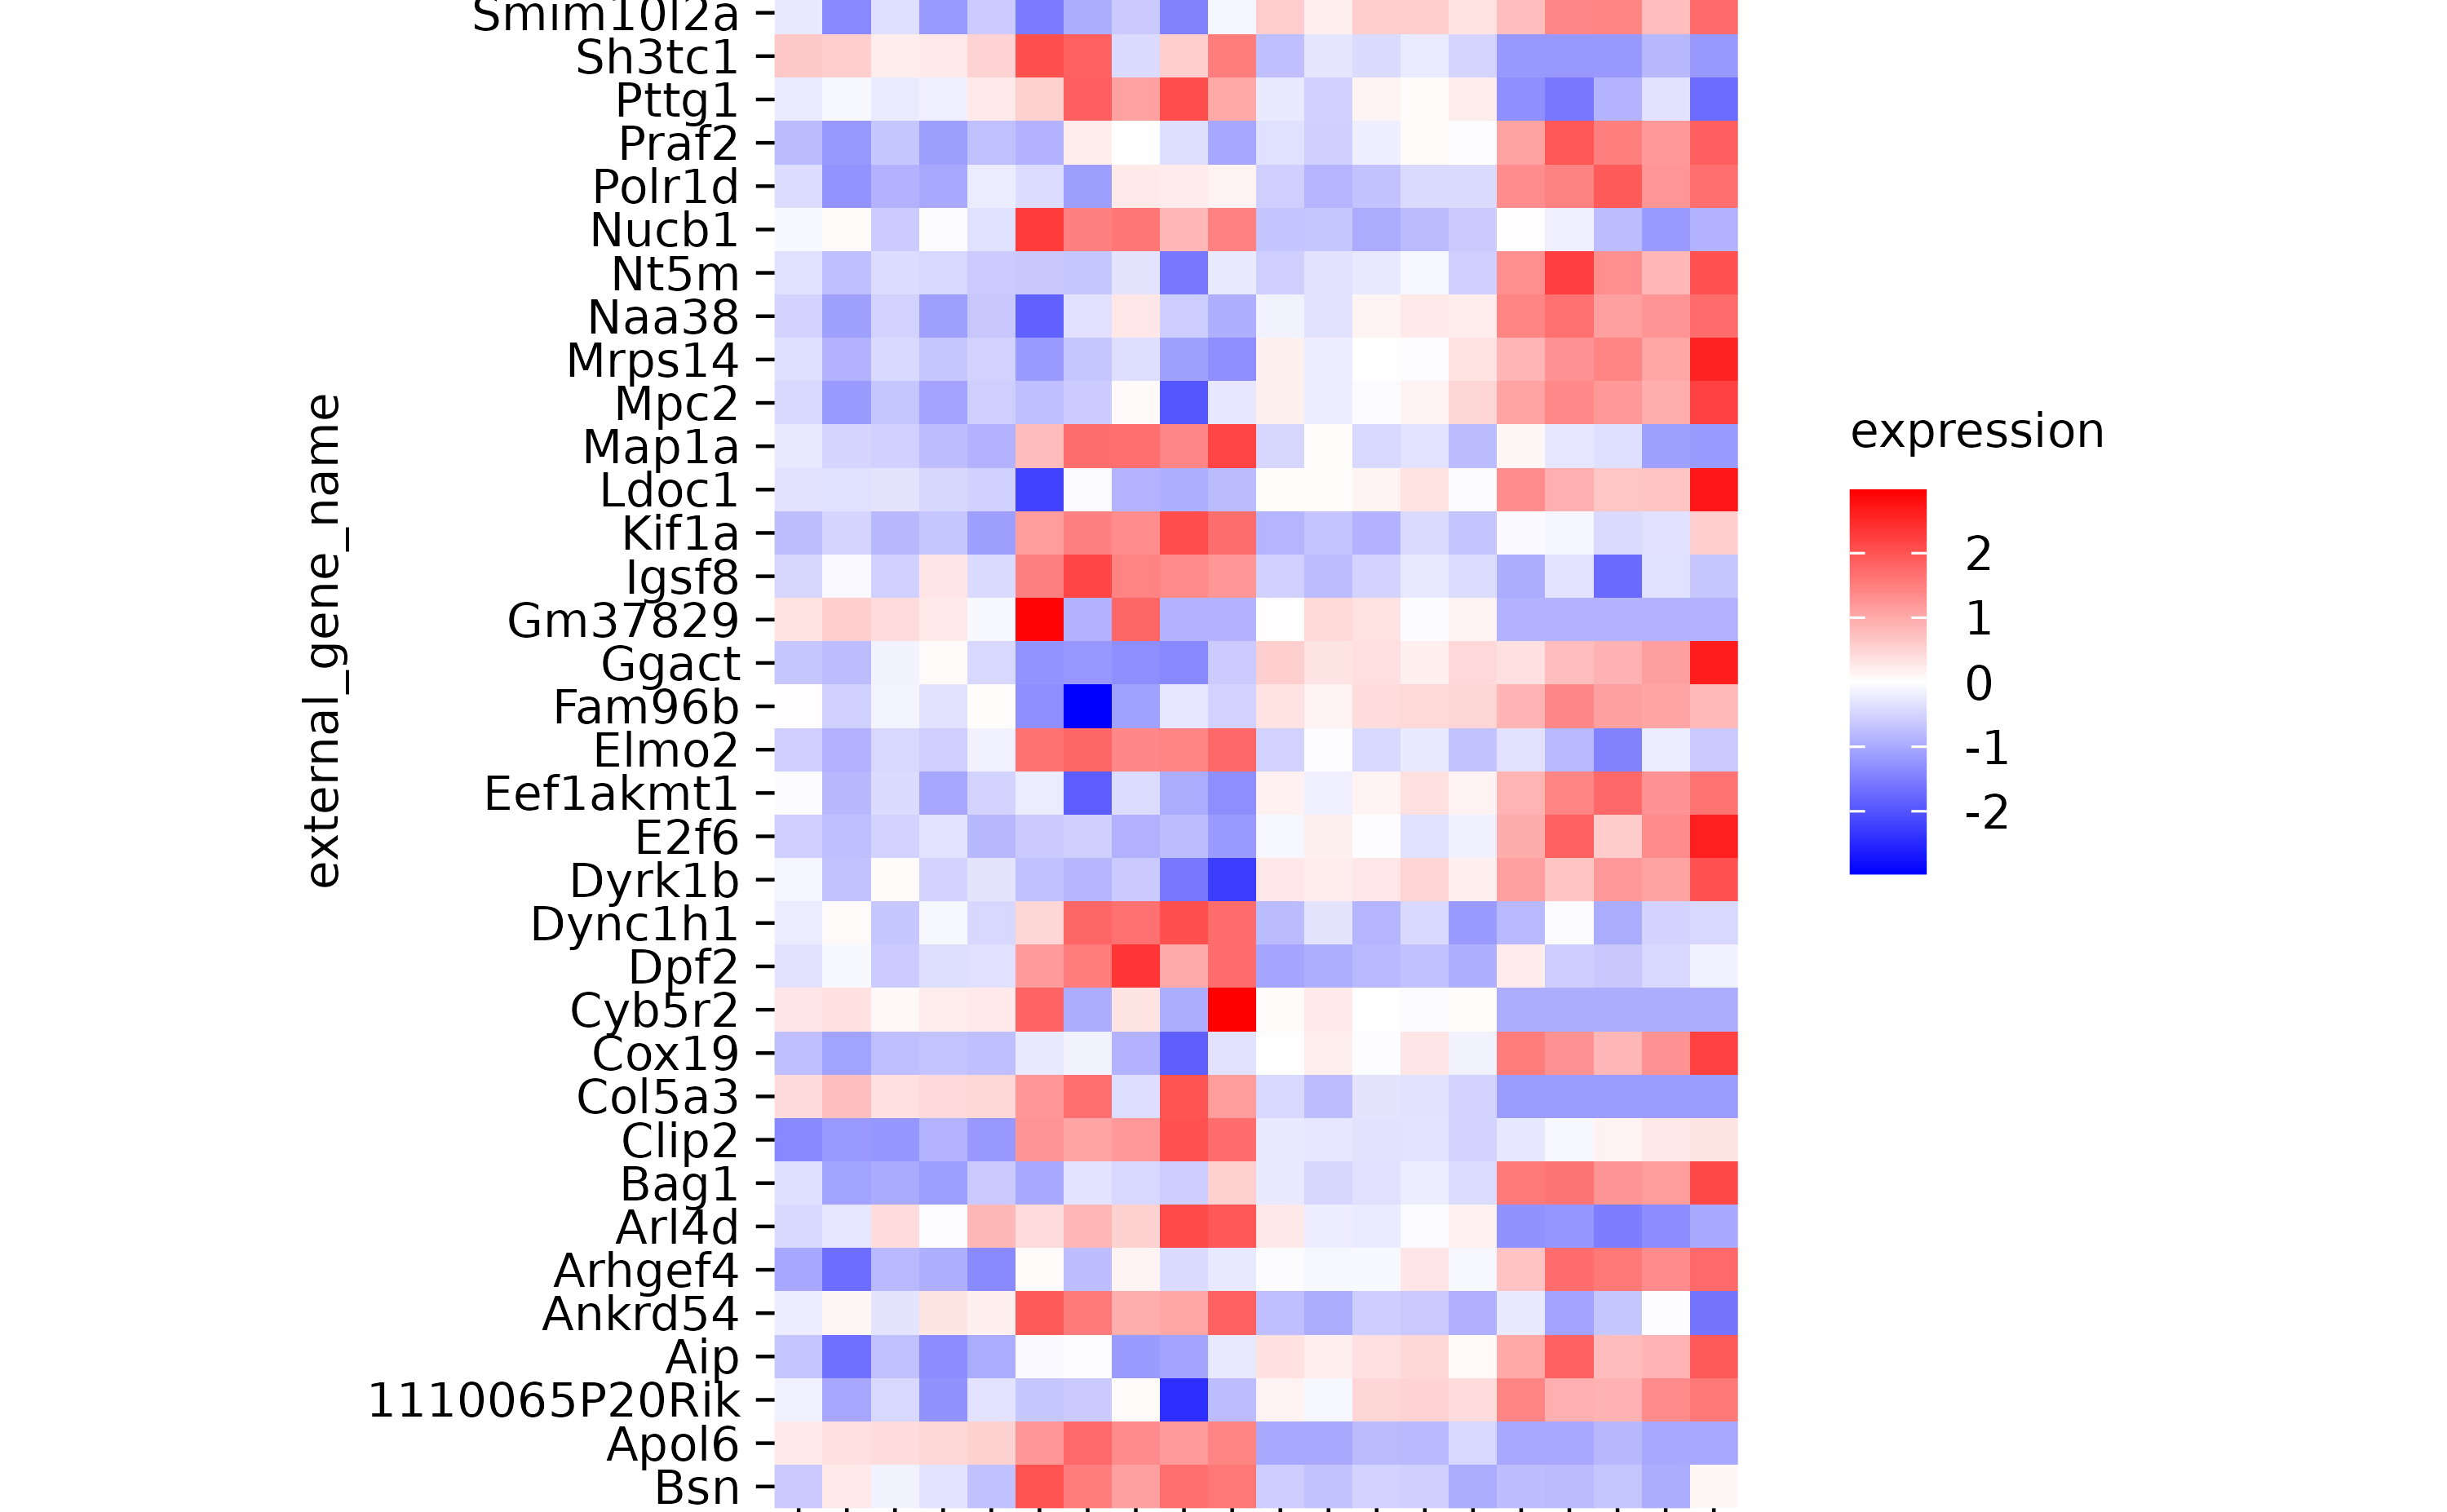 Smim10l2a
Sh3tc1
Pttg1
Praf2
Polr1d
Nucb1
Nt5m
Naa38
Mrps14
Mpc2
Map1a
Ldoc1
Kif1a
Igsf8
Gm37829
Ggact
Fam96b
Elmo2
Eef1akmt1
E2f6
Dyrk1b
Dync1h1
Dpf2
Cyb5r2
Cox19
Col5a3
Clip2
Bag1
Arl4d
Arhgef4
Ankrd54
Aip
1110065P20Rik
Apol6
Bsn
external_gene_name
expression
2
1
0
-1
-2